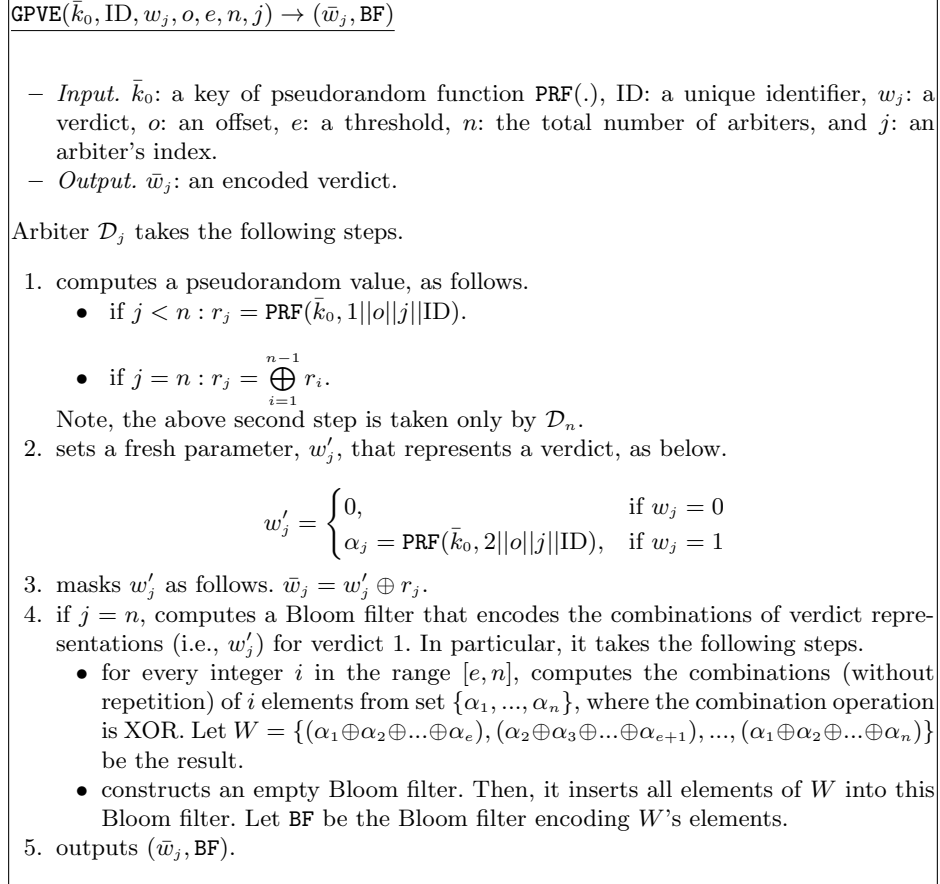 GPVE(k̄₀, ID, wⱼ, o, e, n, j) → (w̄ⱼ, BF)
– Input. k̄₀: a key of pseudorandom function PRF(.), ID: a unique identifier, wⱼ: a
verdict, o: an offset, e: a threshold, n: the total number of arbiters, and j: an
arbiter's index.
– Output. w̄ⱼ: an encoded verdict.
Arbiter 𝒟ⱼ takes the following steps.
1. computes a pseudorandom value, as follows.
• if j < n : rⱼ = PRF(k̄₀, 1||o||j||ID).
• if j = n : rⱼ = ⨁_{i=1}^{n−1} rᵢ.
Note, the above second step is taken only by 𝒟ₙ.
2. sets a fresh parameter, w′ⱼ, that represents a verdict, as below.
w′ⱼ = { 0, if wⱼ = 0
αⱼ = PRF(k̄₀, 2||o||j||ID), if wⱼ = 1
3. masks w′ⱼ as follows. w̄ⱼ = w′ⱼ ⊕ rⱼ.
4. if j = n, computes a Bloom filter that encodes the combinations of verdict repre-
sentations (i.e., w′ⱼ) for verdict 1. In particular, it takes the following steps.
• for every integer i in the range [e, n], computes the combinations (without
repetition) of i elements from set {α₁, ..., αₙ}, where the combination operation
is XOR. Let W = {(α₁⊕α₂⊕...⊕αₑ), (α₂⊕α₃⊕...⊕αₑ₊₁), ..., (α₁⊕α₂⊕...⊕αₙ)}
be the result.
• constructs an empty Bloom filter. Then, it inserts all elements of W into this
Bloom filter. Let BF be the Bloom filter encoding W's elements.
5. outputs (w̄ⱼ, BF).